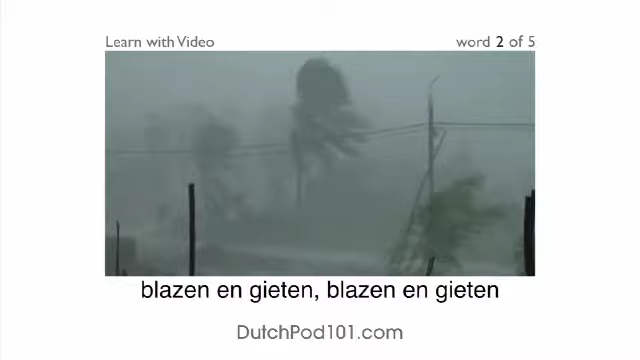 Learn with Video
word 2 of 5
blazen en gieten, blazen en gieten
DutchPod101.com